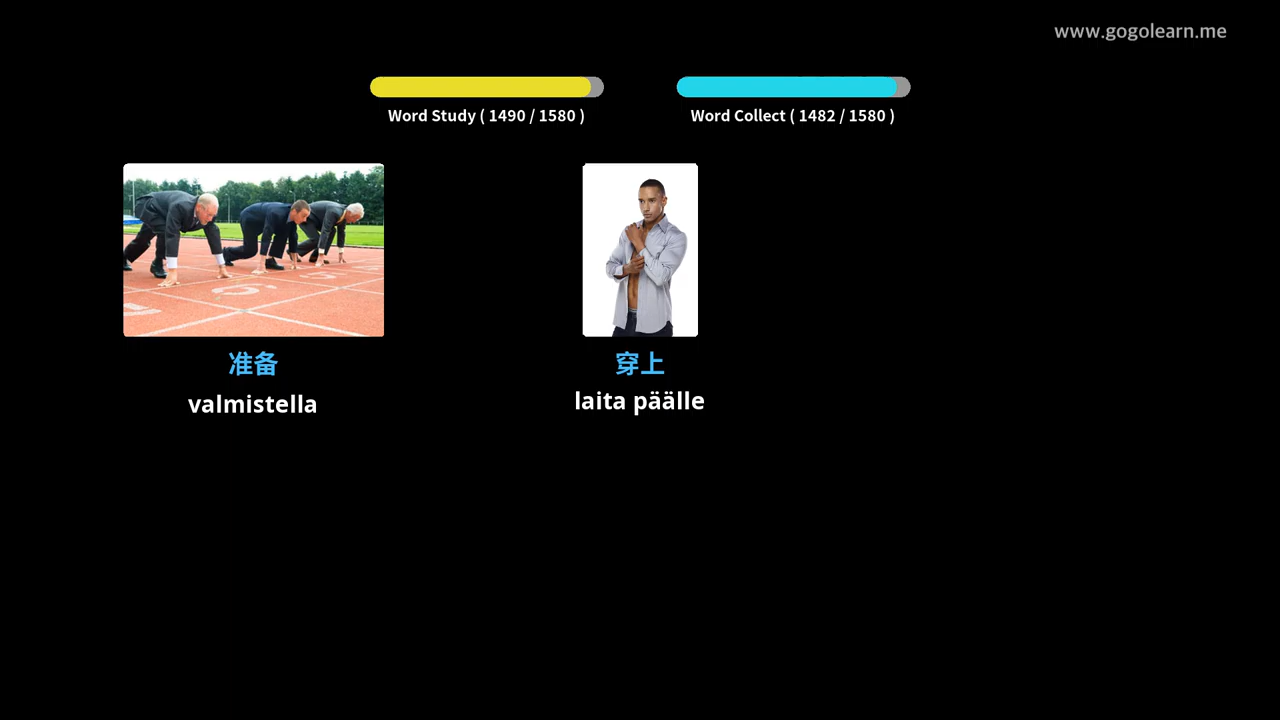 www.gogolearn.me
Word Study ( 1490 / 1580 )
Word Collect ( 1482 / 1580 )
准备
valmistella
穿上
laita päälle